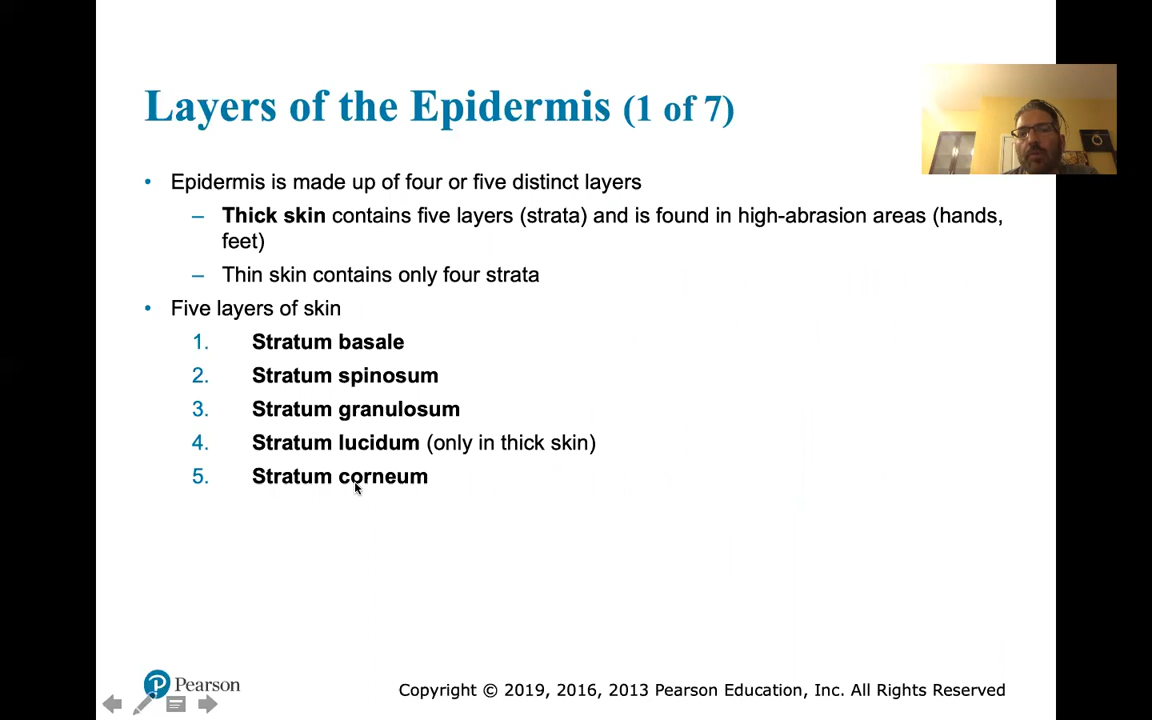 Layers of the Epidermis (1 of 7)
• Epidermis is made up of four or five distinct layers
– Thick skin contains five layers (strata) and is found in high-abrasion areas (hands,
feet)
– Thin skin contains only four strata
• Five layers of skin
1. Stratum basale
2. Stratum spinosum
3. Stratum granulosum
4. Stratum lucidum (only in thick skin)
5. Stratum corneum
P Pearson
Copyright © 2019, 2016, 2013 Pearson Education, Inc. All Rights Reserved